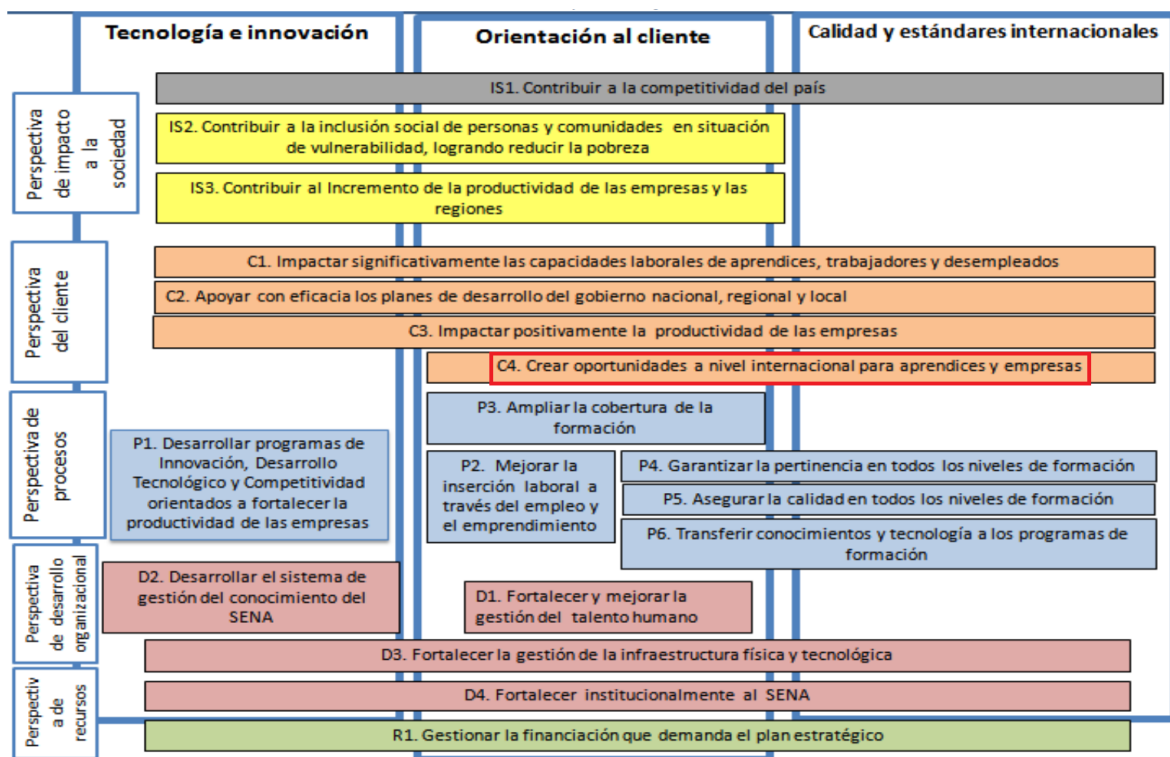 Tecnología e innovación
Orientación al cliente
Calidad y estándares internacionales
Perspectiva
de impacto
a la
sociedad
IS1. Contribuir a la competitividad del país
IS2. Contribuir a la inclusión social de personas y comunidades en situación
de vulnerabilidad, logrando reducir la pobreza
IS3. Contribuir al Incremento de la productividad de las empresas y las
regiones
Perspectiva
del cliente
C1. Impactar significativamente las capacidades laborales de aprendices, trabajadores y desempleados
C2. Apoyar con eficacia los planes de desarrollo del gobierno nacional, regional y local
C3. Impactar positivamente la productividad de las empresas
C4. Crear oportunidades a nivel internacional para aprendices y empresas
Perspectiva de
procesos
P1. Desarrollar programas de
Innovación, Desarrollo
Tecnológico y Competitividad
orientados a fortalecer la
productividad de las empresas
P3. Ampliar la cobertura de la
formación
P2. Mejorar la
inserción laboral a
través del empleo y
el emprendimiento
P4. Garantizar la pertinencia en todos los niveles de formación
P5. Asegurar la calidad en todos los niveles de formación
P6. Transferir conocimientos y tecnología a los programas de
formación
Perspectiva
de desarrollo
organizacional
D2. Desarrollar el sistema de
gestión del conocimiento del
SENA
D1. Fortalecer y mejorar la
gestión del talento humano
D3. Fortalecer la gestión de la infraestructura física y tecnológica
Perspectiv
a de
recursos
D4. Fortalecer institucionalmente al SENA
R1. Gestionar la financiación que demanda el plan estratégico